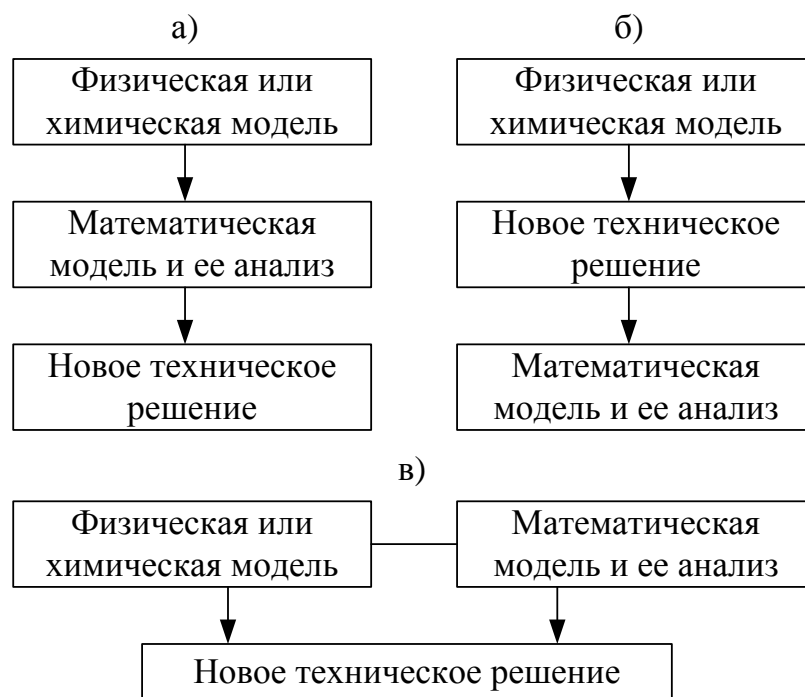 а)
Физическая или
химическая модель
Математическая
модель и ее анализ
Новое техническое
решение
б)
Физическая или
химическая модель
Новое техническое
решение
Математическая
модель и ее анализ
в)
Физическая или
химическая модель
Математическая
модель и ее анализ
Новое техническое решение